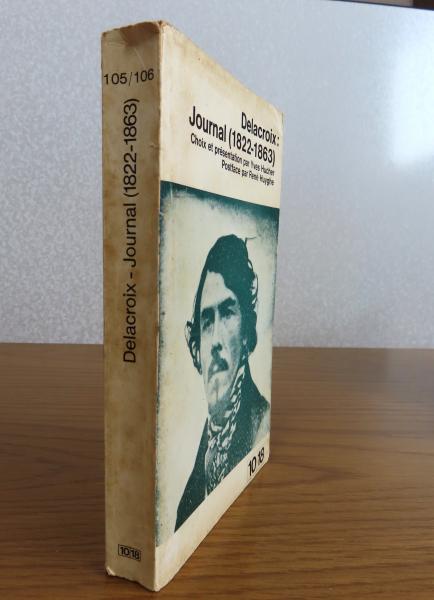 105/106
Delacroix - Journal (1822-1863)
10|18
Delacroix:
Journal (1822-1863)
Choix et présentation par Yves Hucher
Postface par René Huyghe
10|18